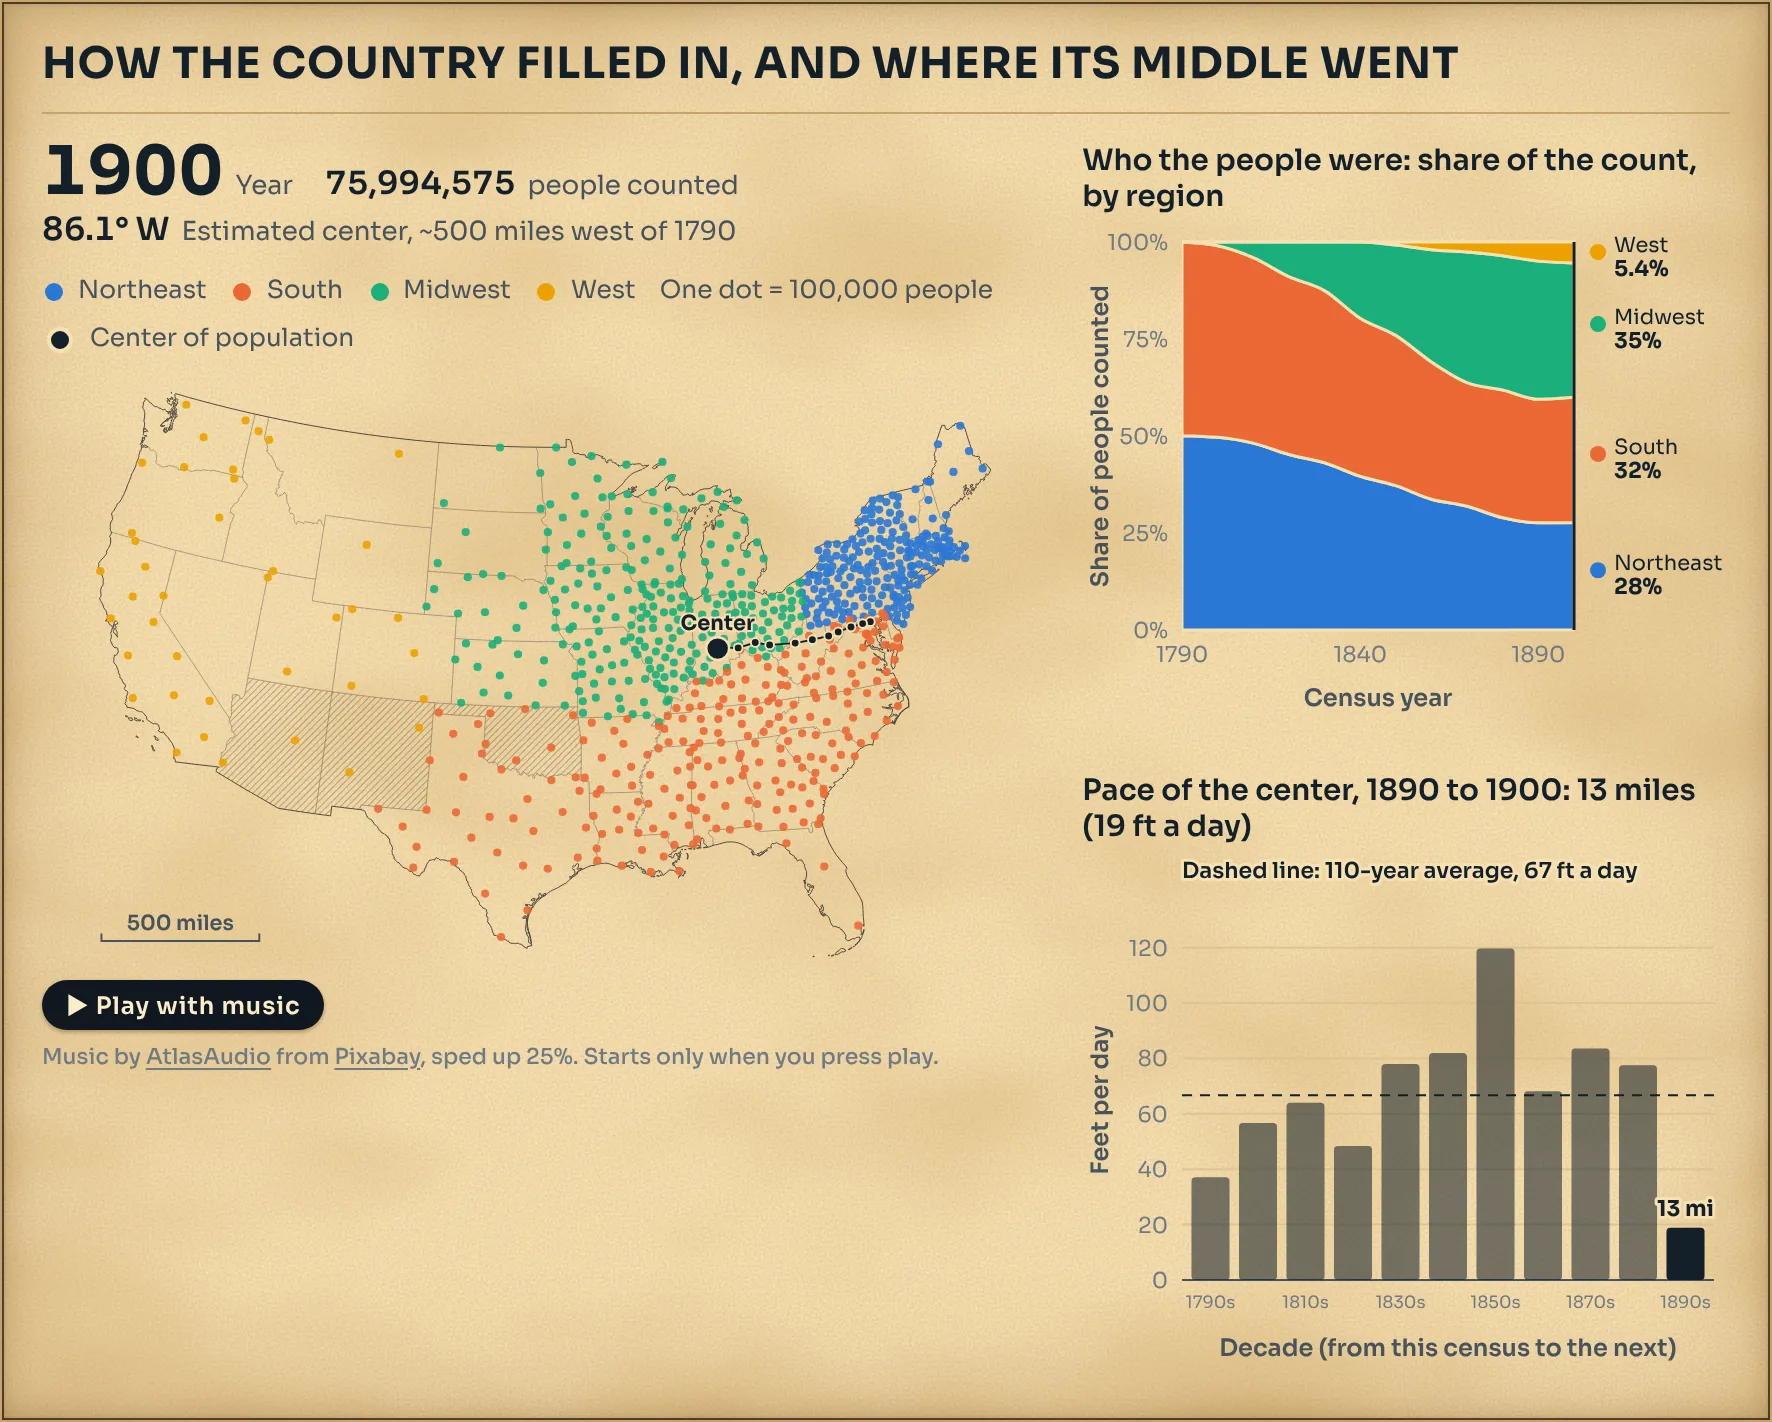 HOW THE COUNTRY FILLED IN, AND WHERE ITS MIDDLE WENT
1900 Year 75,994,575 people counted
86.1° W Estimated center, ~500 miles west of 1790
Northeast South Midwest West One dot = 100,000 people
Center of population
Center
500 miles
▶ Play with music
Music by AtlasAudio from Pixabay, sped up 25%. Starts only when you press play.
Who the people were: share of the count,
by region
Share of people counted
100%
75%
50%
25%
0%
1790 1840 1890
Census year
West
5.4%
Midwest
35%
South
32%
Northeast
28%
Pace of the center, 1890 to 1900: 13 miles
(19 ft a day)
Dashed line: 110-year average, 67 ft a day
Feet per day
120
100
80
60
40
20
0
13 mi
1790s 1810s 1830s 1850s 1870s 1890s
Decade (from this census to the next)